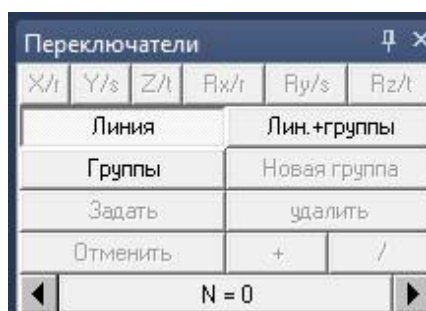 Переключатели
X/r Y/s Z/t Rx/r Ry/s Rz/t
Линия Лин.+группы
Группы Новая группа
Задать удалить
Отменить + /
N = 0